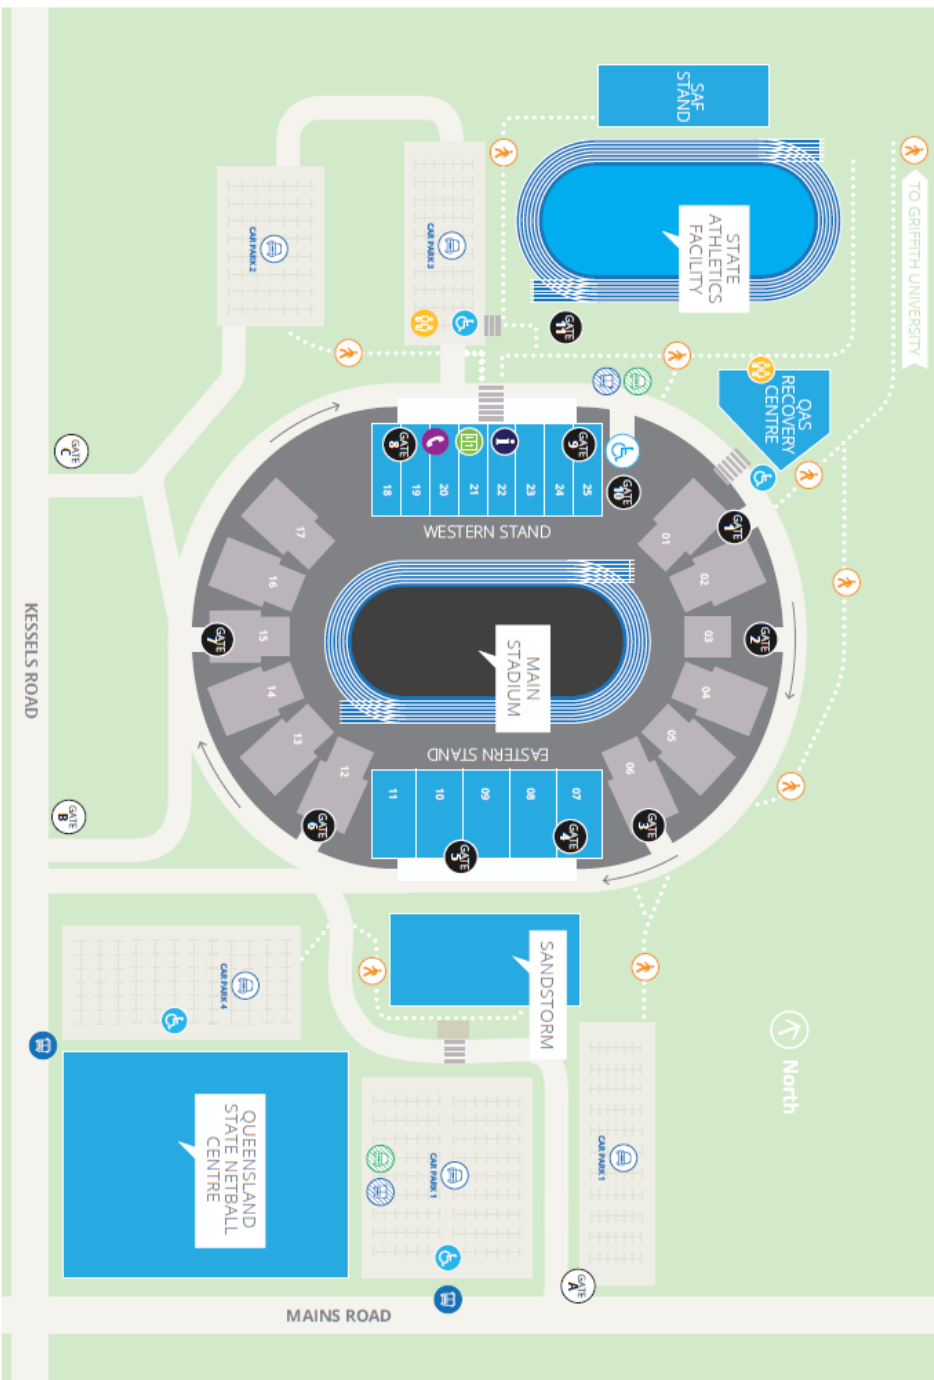 SAF
STAND
TO GRIFFITH UNIVERSITY
STATE
ATHLETICS
FACILITY
CAR PARK 2
CAR PARK 3
GATE
11
QAS
RECOVERY
CENTRE
GATE
C
GATE
8
GATE
9
GATE
10
GATE
1
18
19
20
21
22
23
24
25
WESTERN STAND
17
16
15
14
13
12
01
02
03
04
05
06
GATE
7
GATE
2
MAIN
STADIUM
KESSELS ROAD
EASTERN STAND
11
10
09
08
07
GATE
B
GATE
6
GATE
5
GATE
4
GATE
3
SANDSTORM
CAR PARK 4
North
QUEENSLAND
STATE NETBALL
CENTRE
CAR PARK 1
CAR PARK 1
GATE
A
MAINS ROAD